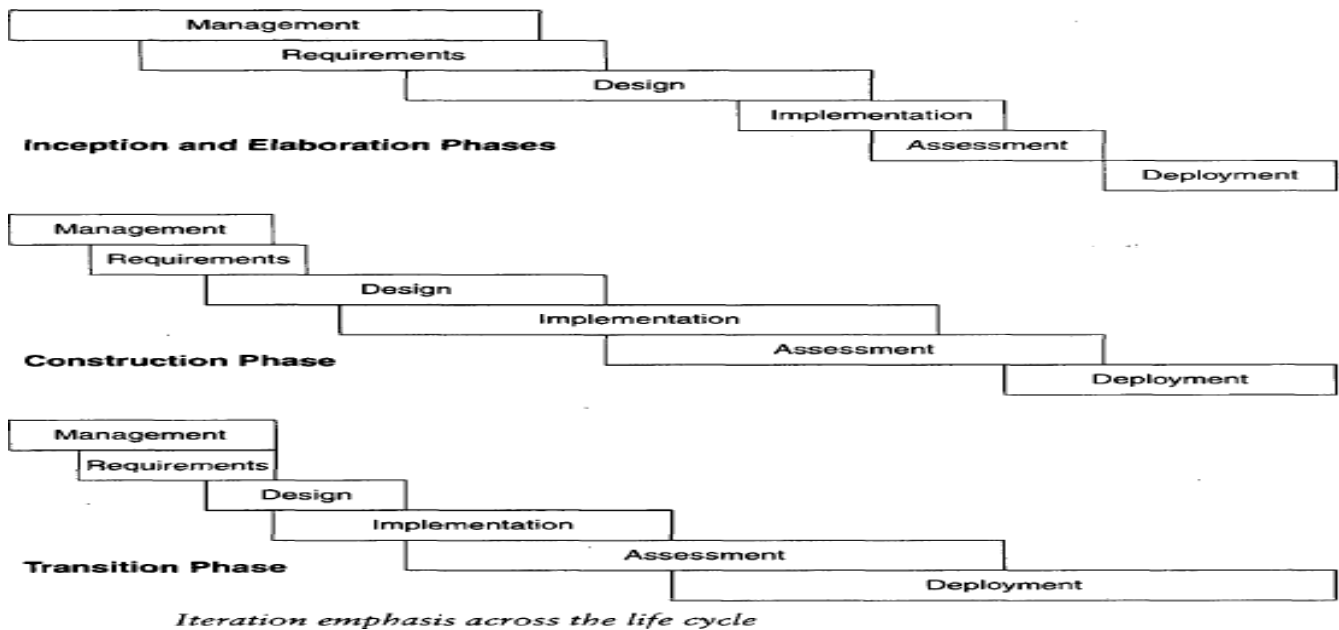 Management
Requirements
Design
Implementation
Inception and Elaboration Phases
Assessment
Deployment
Management
Requirements
Design
Implementation
Construction Phase
Assessment
Deployment
Management
Requirements
Design
Implementation
Transition Phase
Assessment
Deployment
Iteration emphasis across the life cycle